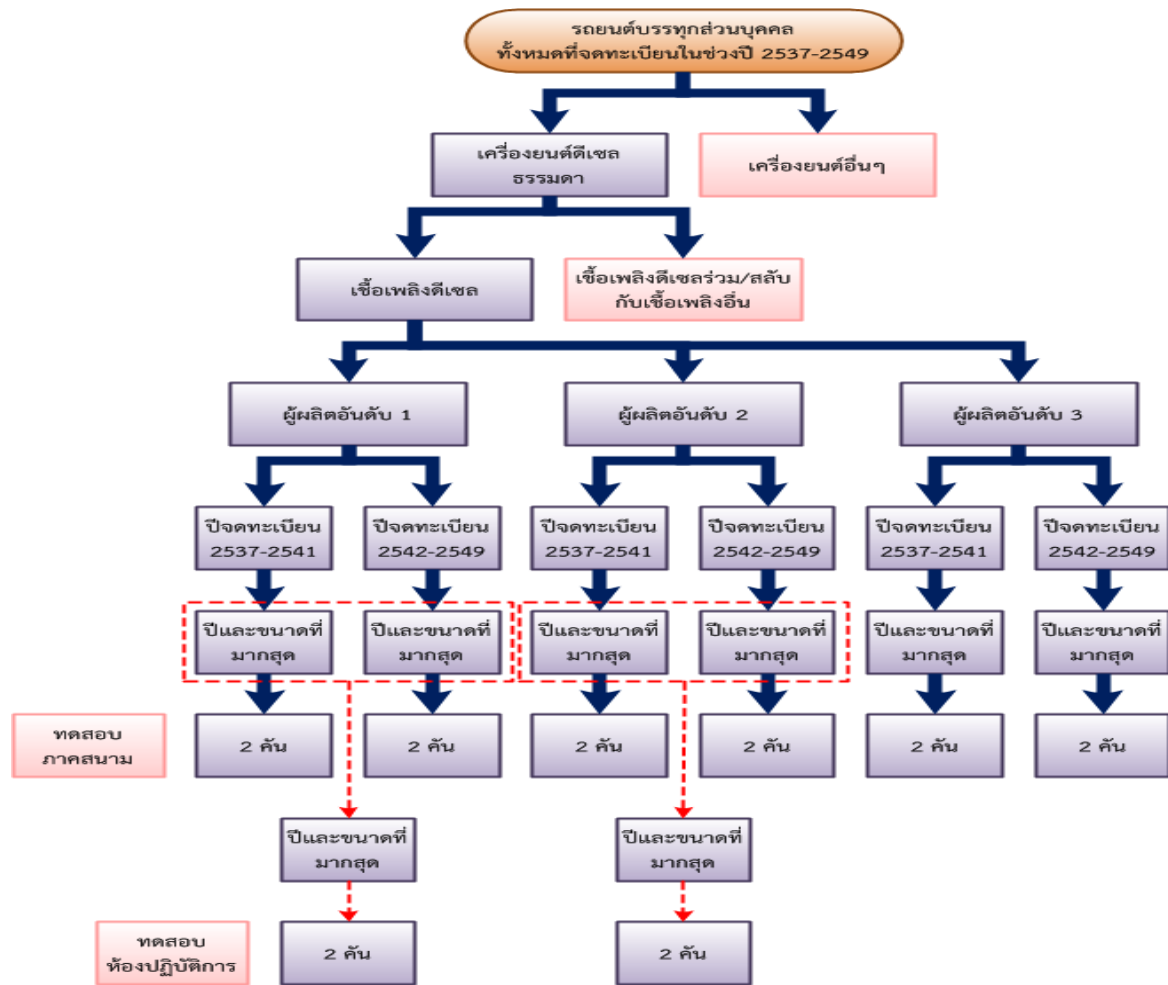 รถยนต์บรรทุกส่วนบุคคล
ทั้งหมดที่จดทะเบียนในช่วงปี 2537-2549
เครื่องยนต์ดีเซล
ธรรมดา
เครื่องยนต์อื่นๆ
เชื้อเพลิงดีเซล
เชื้อเพลิงดีเซลร่วม/สลับ
กับเชื้อเพลิงอื่น
ผู้ผลิตอันดับ 1
ผู้ผลิตอันดับ 2
ผู้ผลิตอันดับ 3
ปีจดทะเบียน
2537-2541
ปีจดทะเบียน
2542-2549
ปีจดทะเบียน
2537-2541
ปีจดทะเบียน
2542-2549
ปีจดทะเบียน
2537-2541
ปีจดทะเบียน
2542-2549
ปีและขนาดที่
มากสุด
ปีและขนาดที่
มากสุด
ปีและขนาดที่
มากสุด
ปีและขนาดที่
มากสุด
ปีและขนาดที่
มากสุด
ปีและขนาดที่
มากสุด
ทดสอบ
ภาคสนาม
2 คัน
2 คัน
2 คัน
2 คัน
2 คัน
2 คัน
ปีและขนาดที่
มากสุด
ปีและขนาดที่
มากสุด
ทดสอบ
ห้องปฏิบัติการ
2 คัน
2 คัน